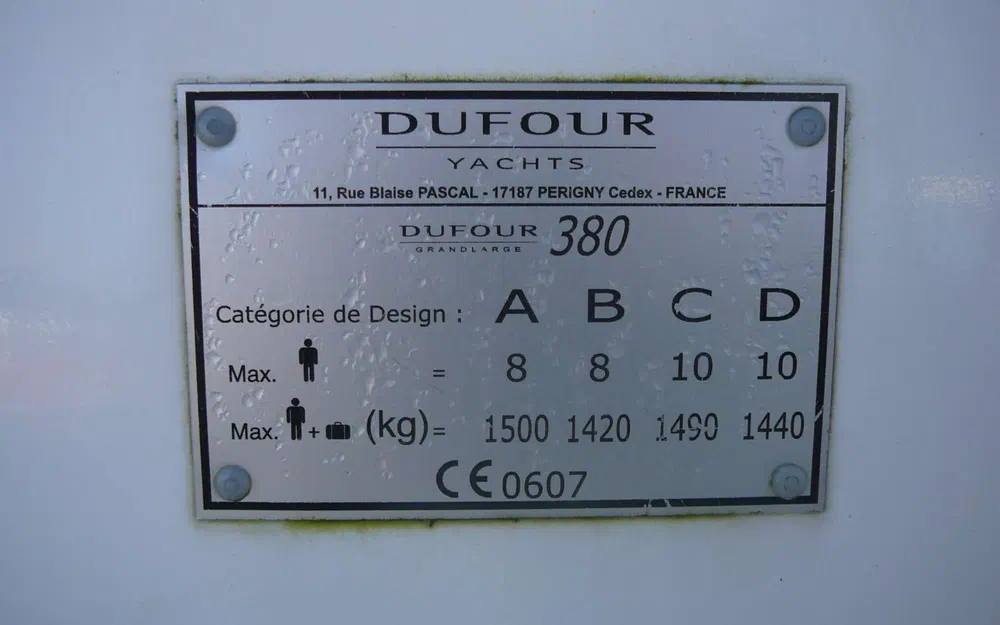 DUFOUR
YACHTS
11, Rue Blaise PASCAL - 17187 PERIGNY Cedex - FRANCE
DUFOUR 380
GRANDLARGE
Catégorie de Design : A B C D
Max. = 8 8 10 10
Max. + (kg) = 1500 1420 1490 1440
CE 0607